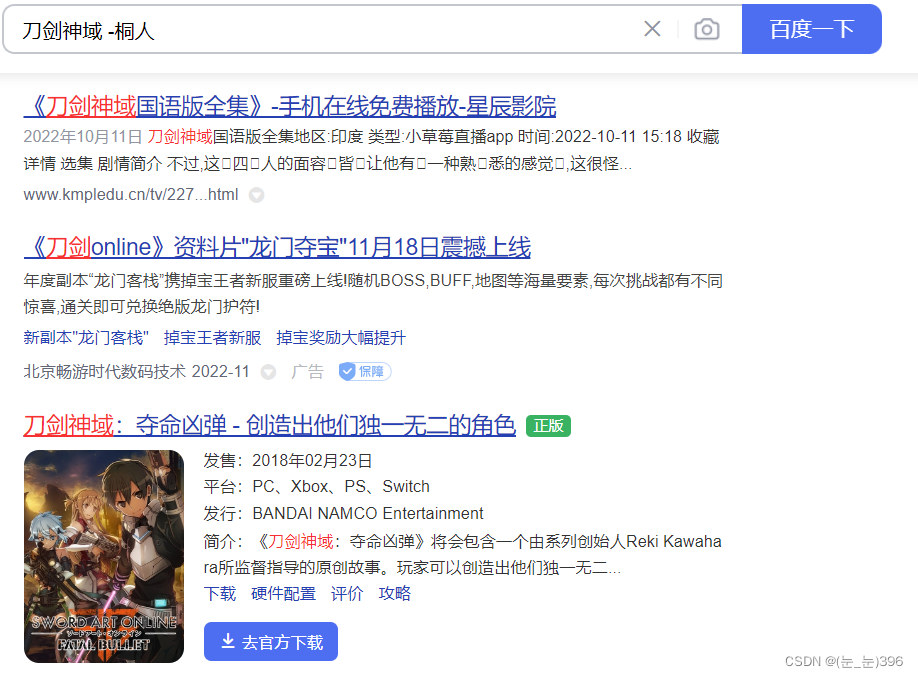 刀剑神域 -桐人
百度一下
《刀剑神域国语版全集》-手机在线免费播放-星辰影院
2022年10月11日 刀剑神域国语版全集地区:印度 类型:小草莓直播app 时间:2022-10-11 15:18 收藏
详情 选集 剧情简介 不过,这▯四▯人的面容▯皆▯让他有▯一种熟▯悉的感觉▯,这很怪...
www.kmpledu.cn/tv/227...html
《刀剑online》资料片"龙门夺宝"11月18日震撼上线
年度副本“龙门客栈”携掉宝王者新服重磅上线!随机BOSS,BUFF,地图等海量要素,每次挑战都有不同
惊喜,通关即可兑换绝版龙门护符!
新副本"龙门客栈" 掉宝王者新服 掉宝奖励大幅提升
北京畅游时代数码技术 2022-11 广告 保障
刀剑神域：夺命凶弹 - 创造出他们独一无二的角色 正版
发售：2018年02月23日
平台：PC、Xbox、PS、Switch
发行：BANDAI NAMCO Entertainment
简介：《刀剑神域：夺命凶弹》将会包含一个由系列创始人Reki Kawaha
ra所监督指导的原创故事。玩家可以创造出他们独一无二...
下载 硬件配置 评价 攻略
SWORD ART ONLINE
ソードアート・オンライン
FATAL BULLET
去官方下载
CSDN @(눈_눈)396